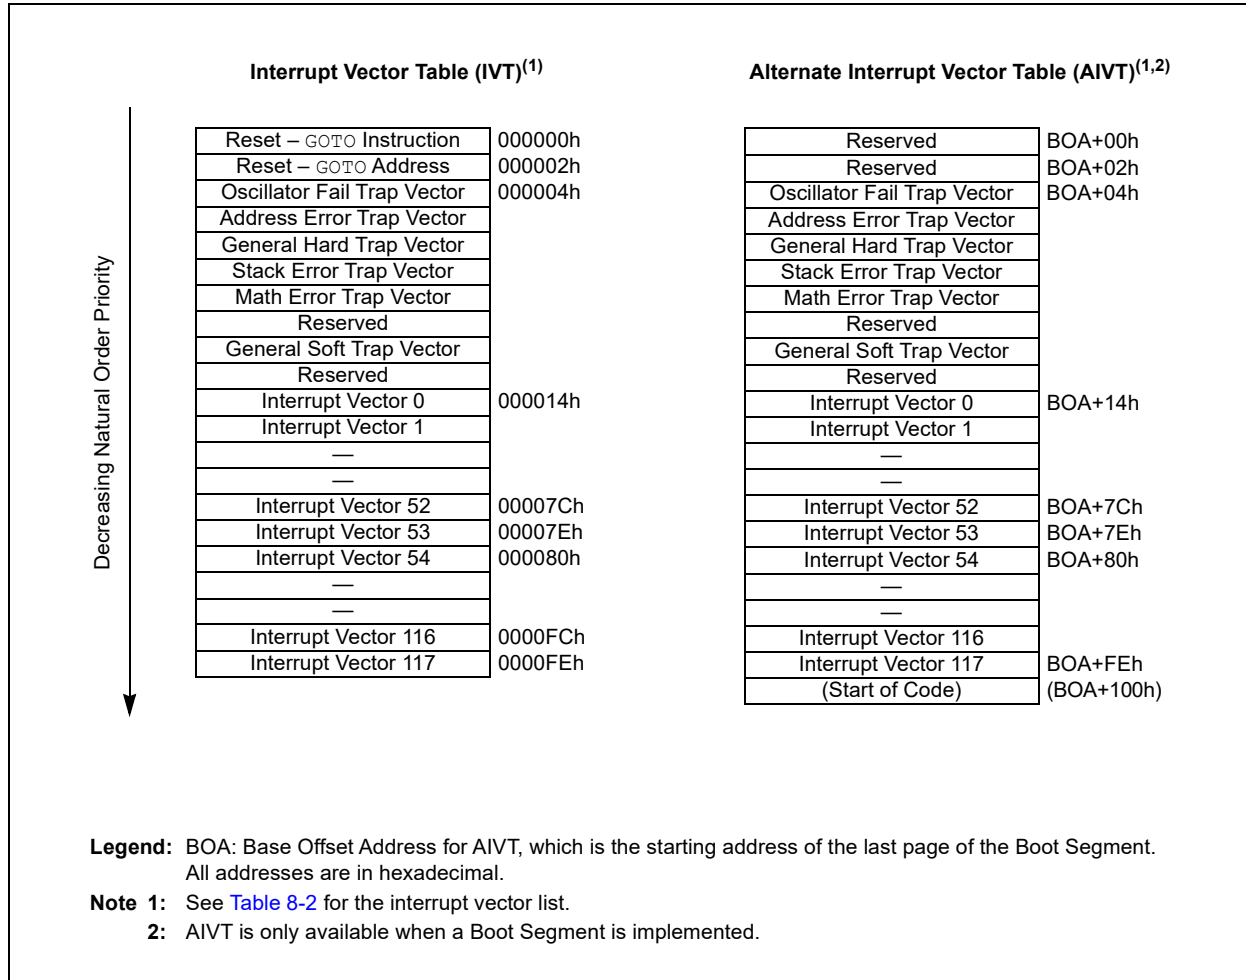 Interrupt Vector Table (IVT)(1)
Decreasing Natural Order Priority
Reset – GOTO Instruction 000000h
Reset – GOTO Address 000002h
Oscillator Fail Trap Vector 000004h
Address Error Trap Vector
General Hard Trap Vector
Stack Error Trap Vector
Math Error Trap Vector
Reserved
General Soft Trap Vector
Reserved
Interrupt Vector 0 000014h
Interrupt Vector 1
—
—
Interrupt Vector 52 00007Ch
Interrupt Vector 53 00007Eh
Interrupt Vector 54 000080h
—
—
Interrupt Vector 116 0000FCh
Interrupt Vector 117 0000FEh
Alternate Interrupt Vector Table (AIVT)(1,2)
Reserved BOA+00h
Reserved BOA+02h
Oscillator Fail Trap Vector BOA+04h
Address Error Trap Vector
General Hard Trap Vector
Stack Error Trap Vector
Math Error Trap Vector
Reserved
General Soft Trap Vector
Reserved
Interrupt Vector 0 BOA+14h
Interrupt Vector 1
—
—
Interrupt Vector 52 BOA+7Ch
Interrupt Vector 53 BOA+7Eh
Interrupt Vector 54 BOA+80h
—
—
Interrupt Vector 116
Interrupt Vector 117 BOA+FEh
(Start of Code) (BOA+100h)
Legend: BOA: Base Offset Address for AIVT, which is the starting address of the last page of the Boot Segment.
All addresses are in hexadecimal.
Note 1: See Table 8-2 for the interrupt vector list.
2: AIVT is only available when a Boot Segment is implemented.